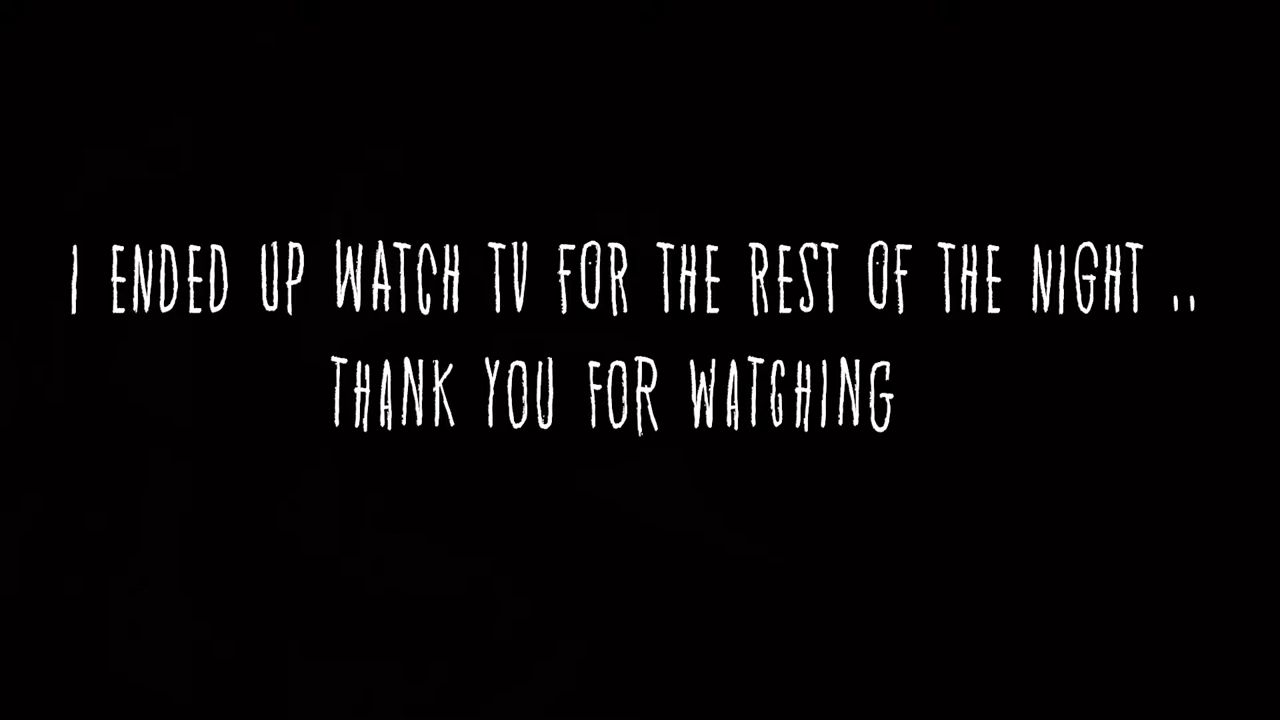 I ENDED UP WATCH TV FOR THE REST OF THE NIGHT ..
THANK YOU FOR WATCHING